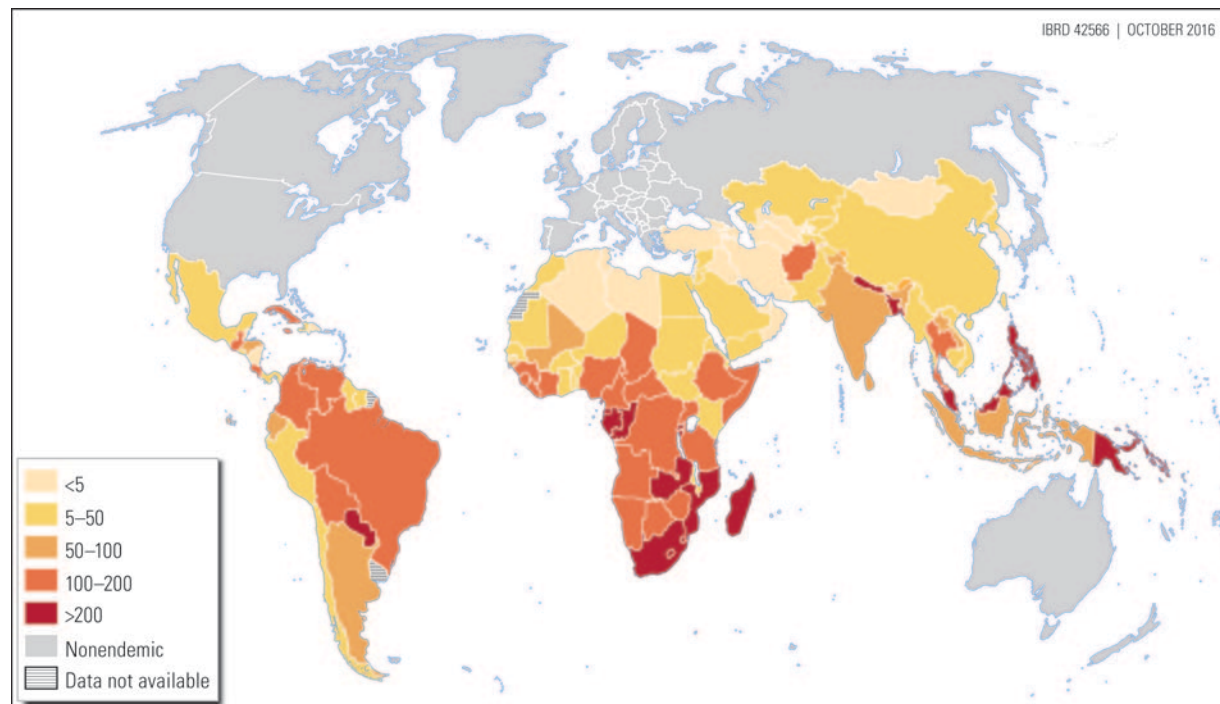 IBRD 42566 | OCTOBER 2016
<5
5–50
50–100
100–200
>200
Nonendemic
Data not available